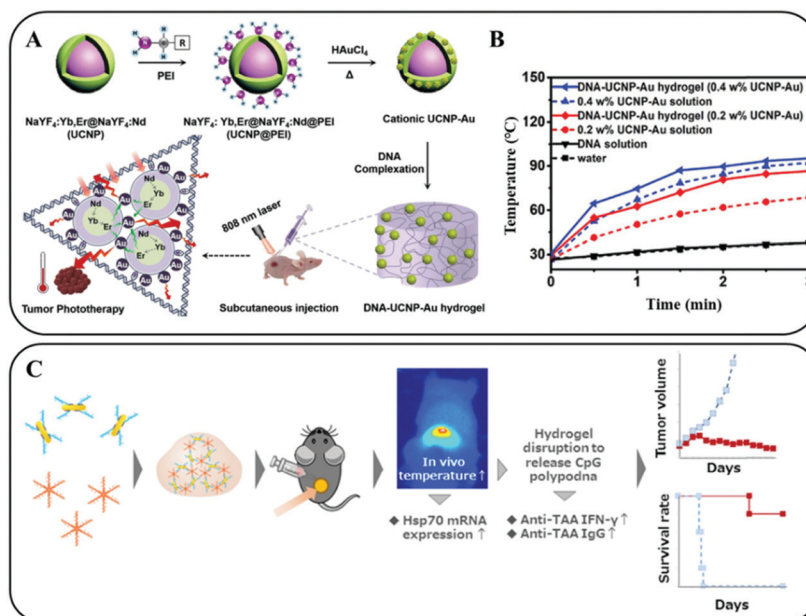 A
PEI
HAuCl4
Δ
NaYF4:Yb,Er@NaYF4:Nd
(UCNP)
NaYF4: Yb,Er@NaYF4:Nd@PEI
(UCNP@PEI)
Cationic UCNP-Au
DNA
Complexation
808 nm laser
Au
Nd
Yb
Er
Tumor Phototherapy
Subcutaneous injection
DNA-UCNP-Au hydrogel
B
DNA-UCNP-Au hydrogel (0.4 w% UCNP-Au)
0.4 w% UCNP-Au solution
DNA-UCNP-Au hydrogel (0.2 w% UCNP-Au)
0.2 w% UCNP-Au solution
DNA solution
water
Temperature (°C)
150
120
90
60
30
0
1
2
3
Time (min)
C
In vivo
temperature ↑
◆ Hsp70 mRNA
expression ↑
Hydrogel
disruption to
release CpG
polypodna
◆ Anti-TAA IFN-γ ↑
◆ Anti-TAA IgG ↑
Tumor volume
Days
Survival rate
Days